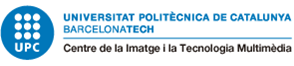 UPC
UNIVERSITAT POLITÈCNICA DE CATALUNYA
BARCELONATECH
Centre de la Imatge i la Tecnologia Multimèdia